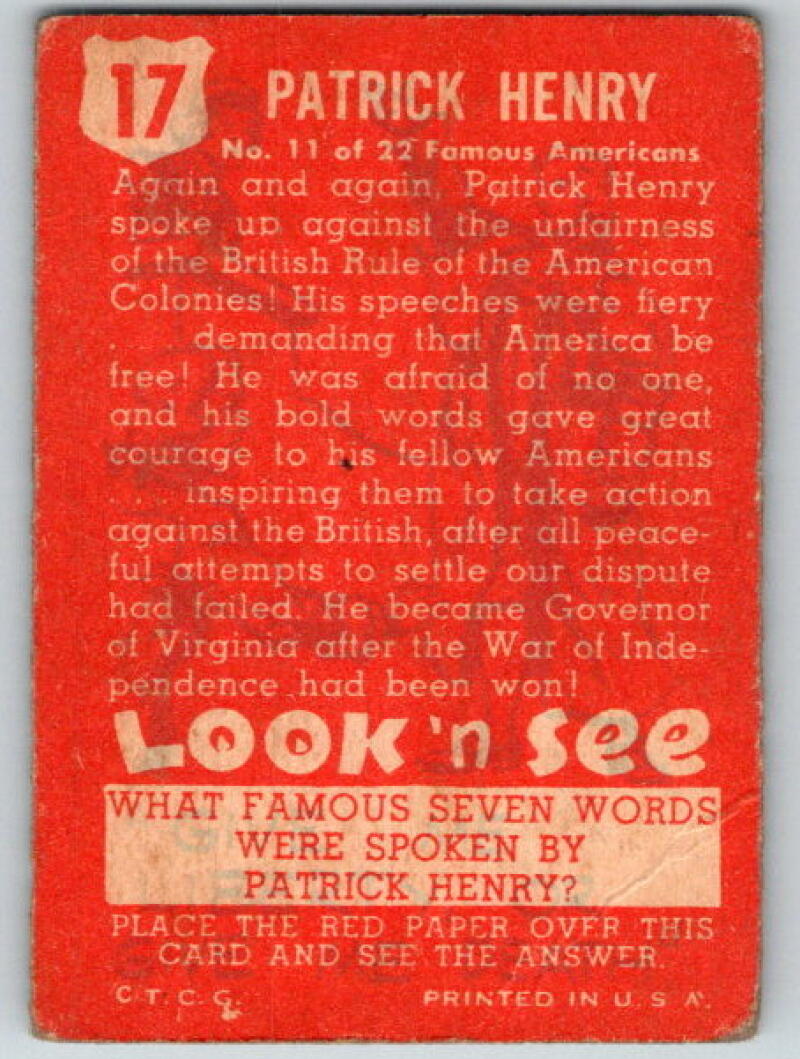 17
PATRICK HENRY
No. 11 of 22 Famous Americans
Again and again, Patrick Henry
spoke up against the unfairness
of the British Rule of the American
Colonies! His speeches were fiery
. . . demanding that America be
free! He was afraid of no one,
and his bold words gave great
courage to his fellow Americans
. . . inspiring them to take action
against the British, after all peace-
ful attempts to settle our dispute
had failed. He became Governor
of Virginia after the War of Inde-
pendence had been won!
LOOK 'n See
WHAT FAMOUS SEVEN WORDS
WERE SPOKEN BY
PATRICK HENRY?
PLACE THE RED PAPER OVER THIS
CARD AND SEE THE ANSWER.
C.T.C.G. PRINTED IN U.S.A.